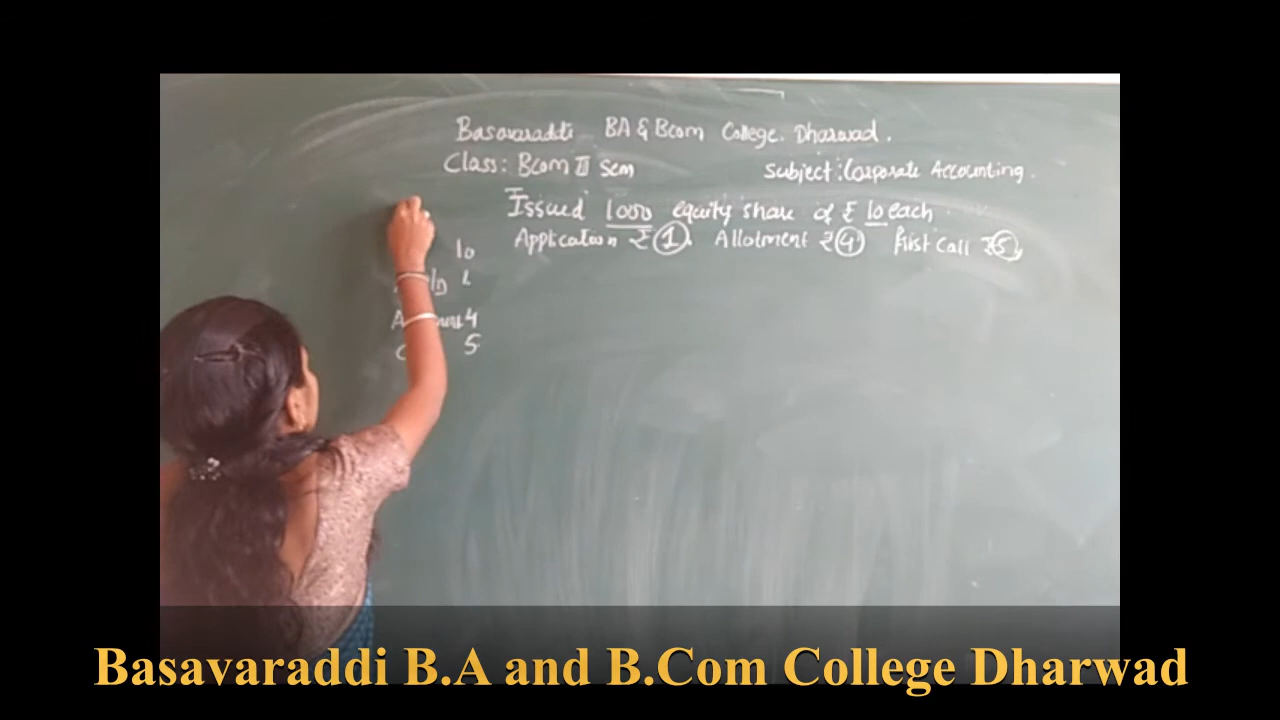 Basavaraddi BA & Bcom College. Dharwad.
Class: Bcom II Sem
Subject: Corporate Accounting.
Issued 1000 equity share of ₹ 10 each
Application ₹ 1. Allotment ₹ 4 First Call ₹ 5
10
1
4
5
Basavaraddi B.A and B.Com College Dharwad